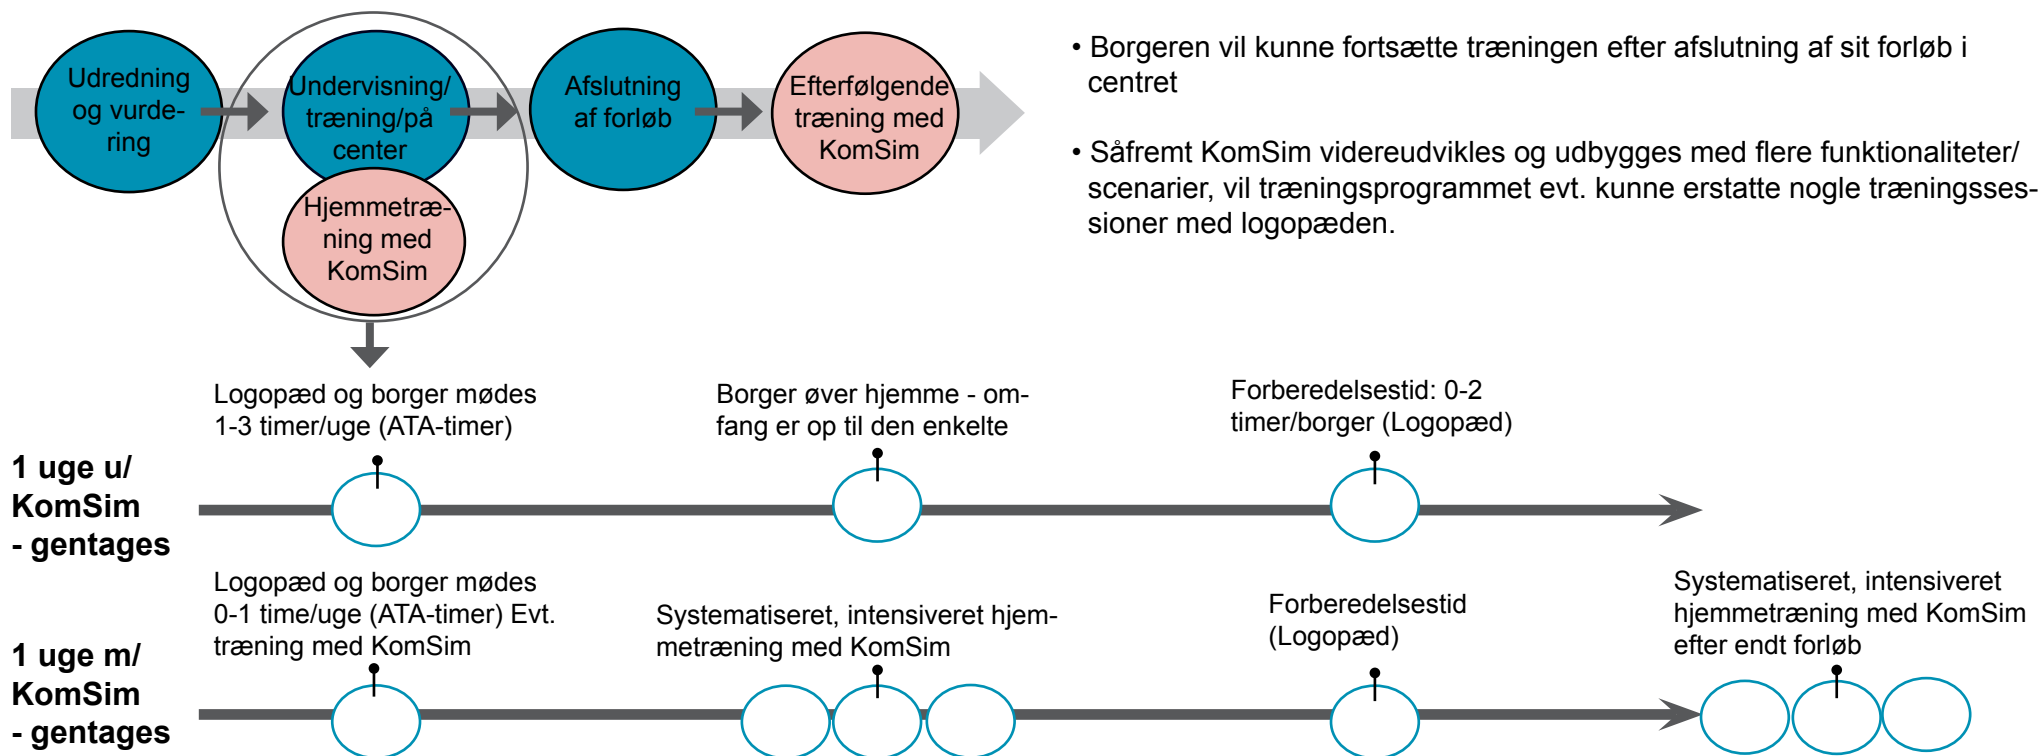 Udredning
og vurde-
ring
Undervisning/
træning/på
center
Hjemmetræ-
ning med
KomSim
Afslutning
af forløb
Efterfølgende
træning med
KomSim
• Borgeren vil kunne fortsætte træningen efter afslutning af sit forløb i
centret
• Såfremt KomSim videreudvikles og udbygges med flere funktionaliteter/
scenarier, vil træningsprogrammet evt. kunne erstatte nogle træningsses-
sioner med logopæden.
1 uge u/
KomSim
- gentages
Logopæd og borger mødes
1-3 timer/uge (ATA-timer)
Borger øver hjemme - om-
fang er op til den enkelte
Forberedelsestid: 0-2
timer/borger (Logopæd)
1 uge m/
KomSim
- gentages
Logopæd og borger mødes
0-1 time/uge (ATA-timer) Evt.
træning med KomSim
Systematiseret, intensiveret hjem-
metræning med KomSim
Forberedelsestid
(Logopæd)
Systematiseret, intensiveret
hjemmetræning med KomSim
efter endt forløb